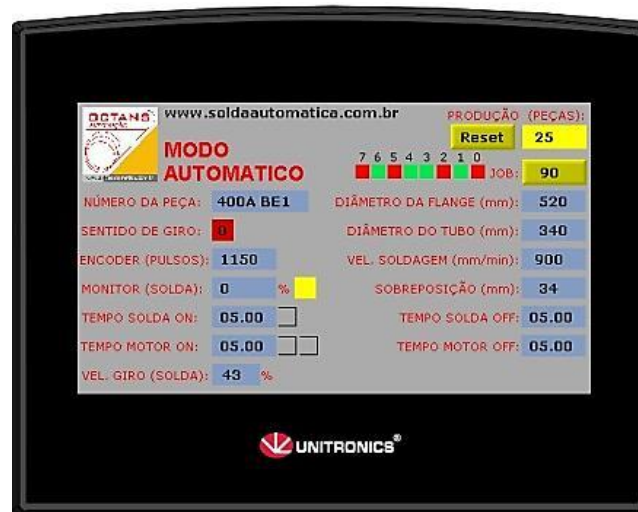 OCTANS
www.soldaautomatica.com.br
PRODUÇÃO (PEÇAS):
Reset 25
MODO
AUTOMATICO
7 6 5 4 3 2 1 0
JOB: 90
NÚMERO DA PEÇA: 400A BE1 DIÂMETRO DA FLANGE (mm): 520
SENTIDO DE GIRO: 0 DIÂMETRO DO TUBO (mm): 340
ENCODER (PULSOS): 1150 VEL. SOLDAGEM (mm/min): 900
MONITOR (SOLDA): 0 % SOBREPOSIÇÃO (mm): 34
TEMPO SOLDA ON: 05.00 TEMPO SOLDA OFF: 05.00
TEMPO MOTOR ON: 05.00 TEMPO MOTOR OFF: 05.00
VEL. GIRO (SOLDA): 43 %
UNITRONICS®